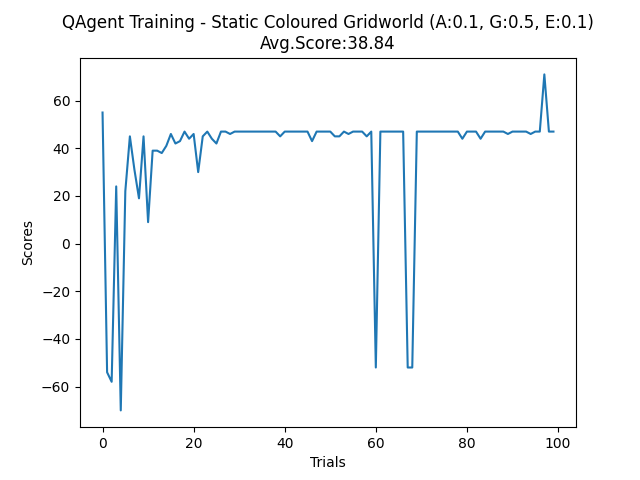 QAgent Training - Static Coloured Gridworld (A:0.1, G:0.5, E:0.1)
Avg.Score:38.84
60
40
20
0
−20
−40
−60
Scores
0 20 40 60 80 100
Trials